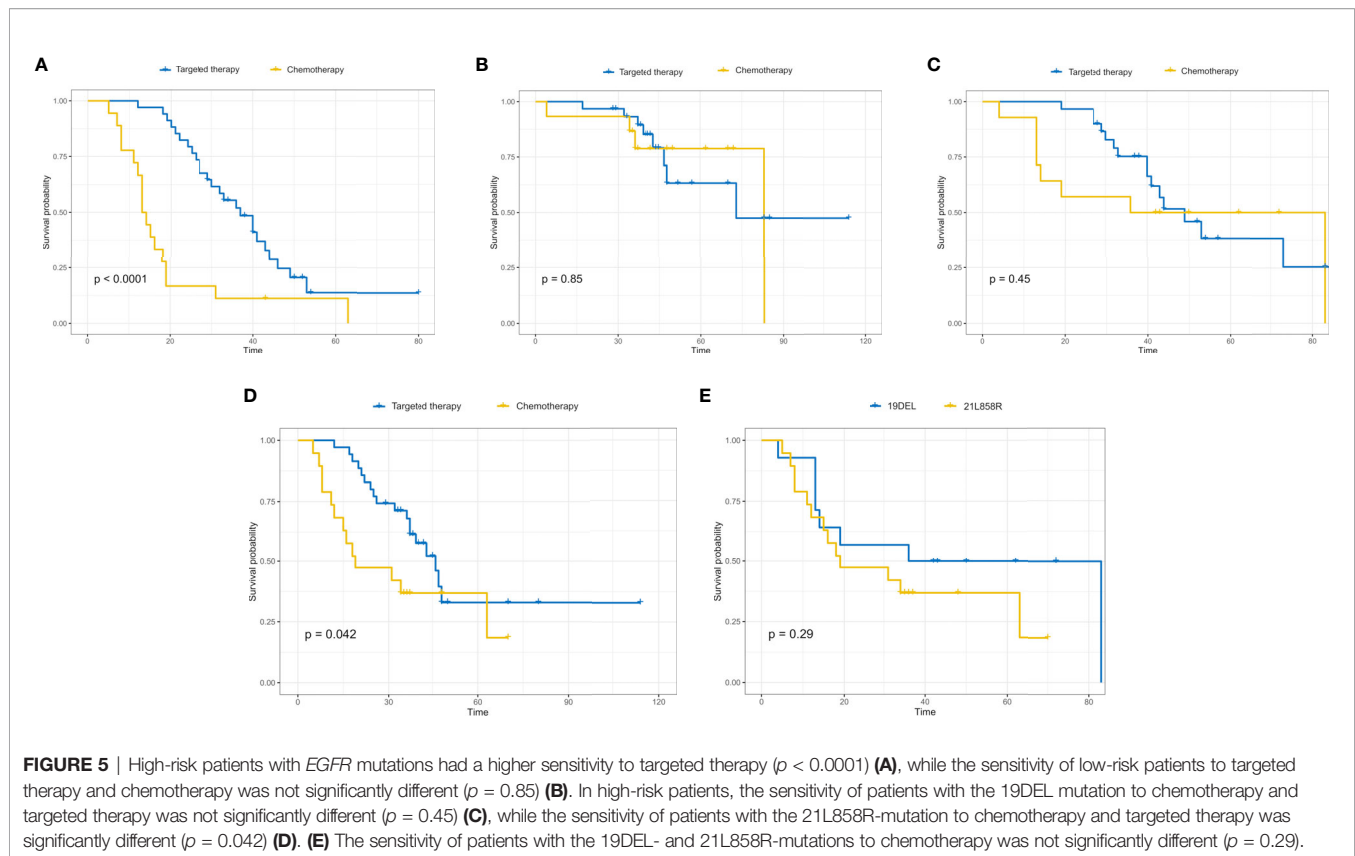 A
Targeted therapy
Chemotherapy
1.00
0.75
0.50
0.25
0.00
Survival probability
p < 0.0001
0
20
40
60
80
Time
B
Targeted therapy
Chemotherapy
1.00
0.75
0.50
0.25
0.00
Survival probability
p = 0.85
0
30
60
90
120
Time
C
Targeted therapy
Chemotherapy
1.00
0.75
0.50
0.25
0.00
Survival probability
p = 0.45
0
20
40
60
80
Time
D
Targeted therapy
Chemotherapy
1.00
0.75
0.50
0.25
0.00
Survival probability
p = 0.042
0
30
60
90
120
Time
E
19DEL
21L858R
1.00
0.75
0.50
0.25
0.00
Survival probability
p = 0.29
0
20
40
60
80
Time
FIGURE 5 | High-risk patients with EGFR mutations had a higher sensitivity to targeted therapy (p < 0.0001) (A), while the sensitivity of low-risk patients to targeted
therapy and chemotherapy was not significantly different (p = 0.85) (B). In high-risk patients, the sensitivity of patients with the 19DEL mutation to chemotherapy and
targeted therapy was not significantly different (p = 0.45) (C), while the sensitivity of patients with the 21L858R-mutation to chemotherapy and targeted therapy was
significantly different (p = 0.042) (D). (E) The sensitivity of patients with the 19DEL- and 21L858R-mutations to chemotherapy was not significantly different (p = 0.29).